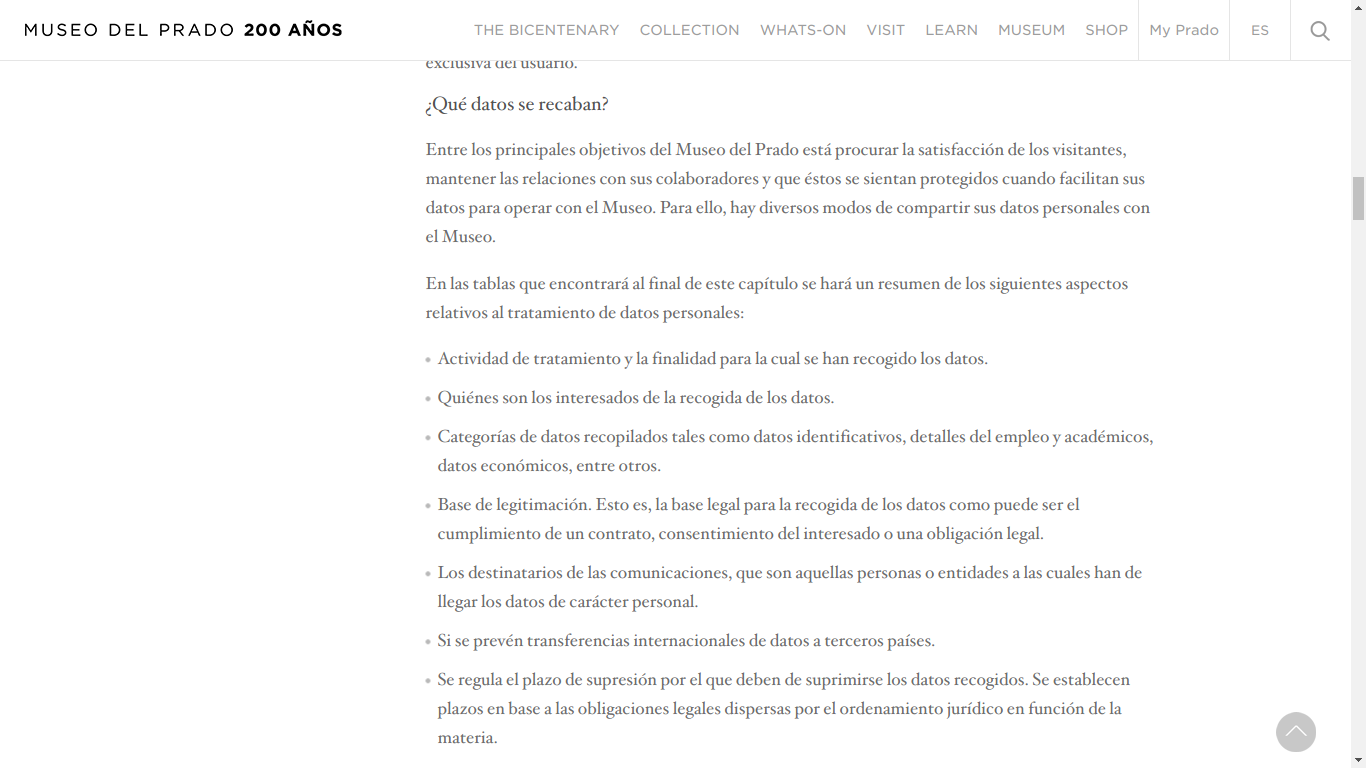 MUSEO DEL PRADO 200 AÑOS
THE BICENTENARY COLLECTION WHATS-ON VISIT LEARN MUSEUM SHOP My Prado ES
exclusiva del usuario.
¿Qué datos se recaban?
Entre los principales objetivos del Museo del Prado está procurar la satisfacción de los visitantes,
mantener las relaciones con sus colaboradores y que éstos se sientan protegidos cuando facilitan sus
datos para operar con el Museo. Para ello, hay diversos modos de compartir sus datos personales con
el Museo.
En las tablas que encontrará al final de este capítulo se hará un resumen de los siguientes aspectos
relativos al tratamiento de datos personales:
Actividad de tratamiento y la finalidad para la cual se han recogido los datos.
Quiénes son los interesados de la recogida de los datos.
Categorías de datos recopilados tales como datos identificativos, detalles del empleo y académicos,
datos económicos, entre otros.
Base de legitimación. Esto es, la base legal para la recogida de los datos como puede ser el
cumplimiento de un contrato, consentimiento del interesado o una obligación legal.
Los destinatarios de las comunicaciones, que son aquellas personas o entidades a las cuales han de
llegar los datos de carácter personal.
Si se prevén transferencias internacionales de datos a terceros países.
Se regula el plazo de supresión por el que deben de suprimirse los datos recogidos. Se establecen
plazos en base a las obligaciones legales dispersas por el ordenamiento jurídico en función de la
materia.